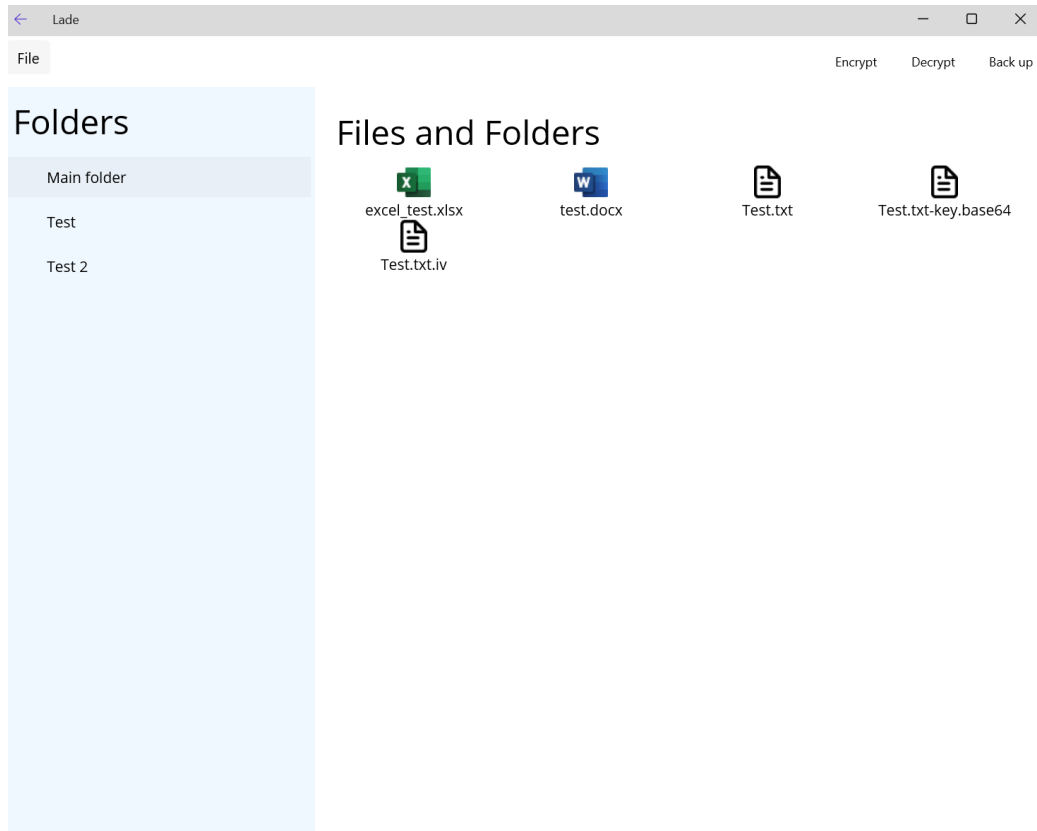 Lade
File
Encrypt Decrypt Back up
Folders
Main folder
Test
Test 2
Files and Folders
excel_test.xlsx test.docx Test.txt Test.txt-key.base64
Test.txt.iv